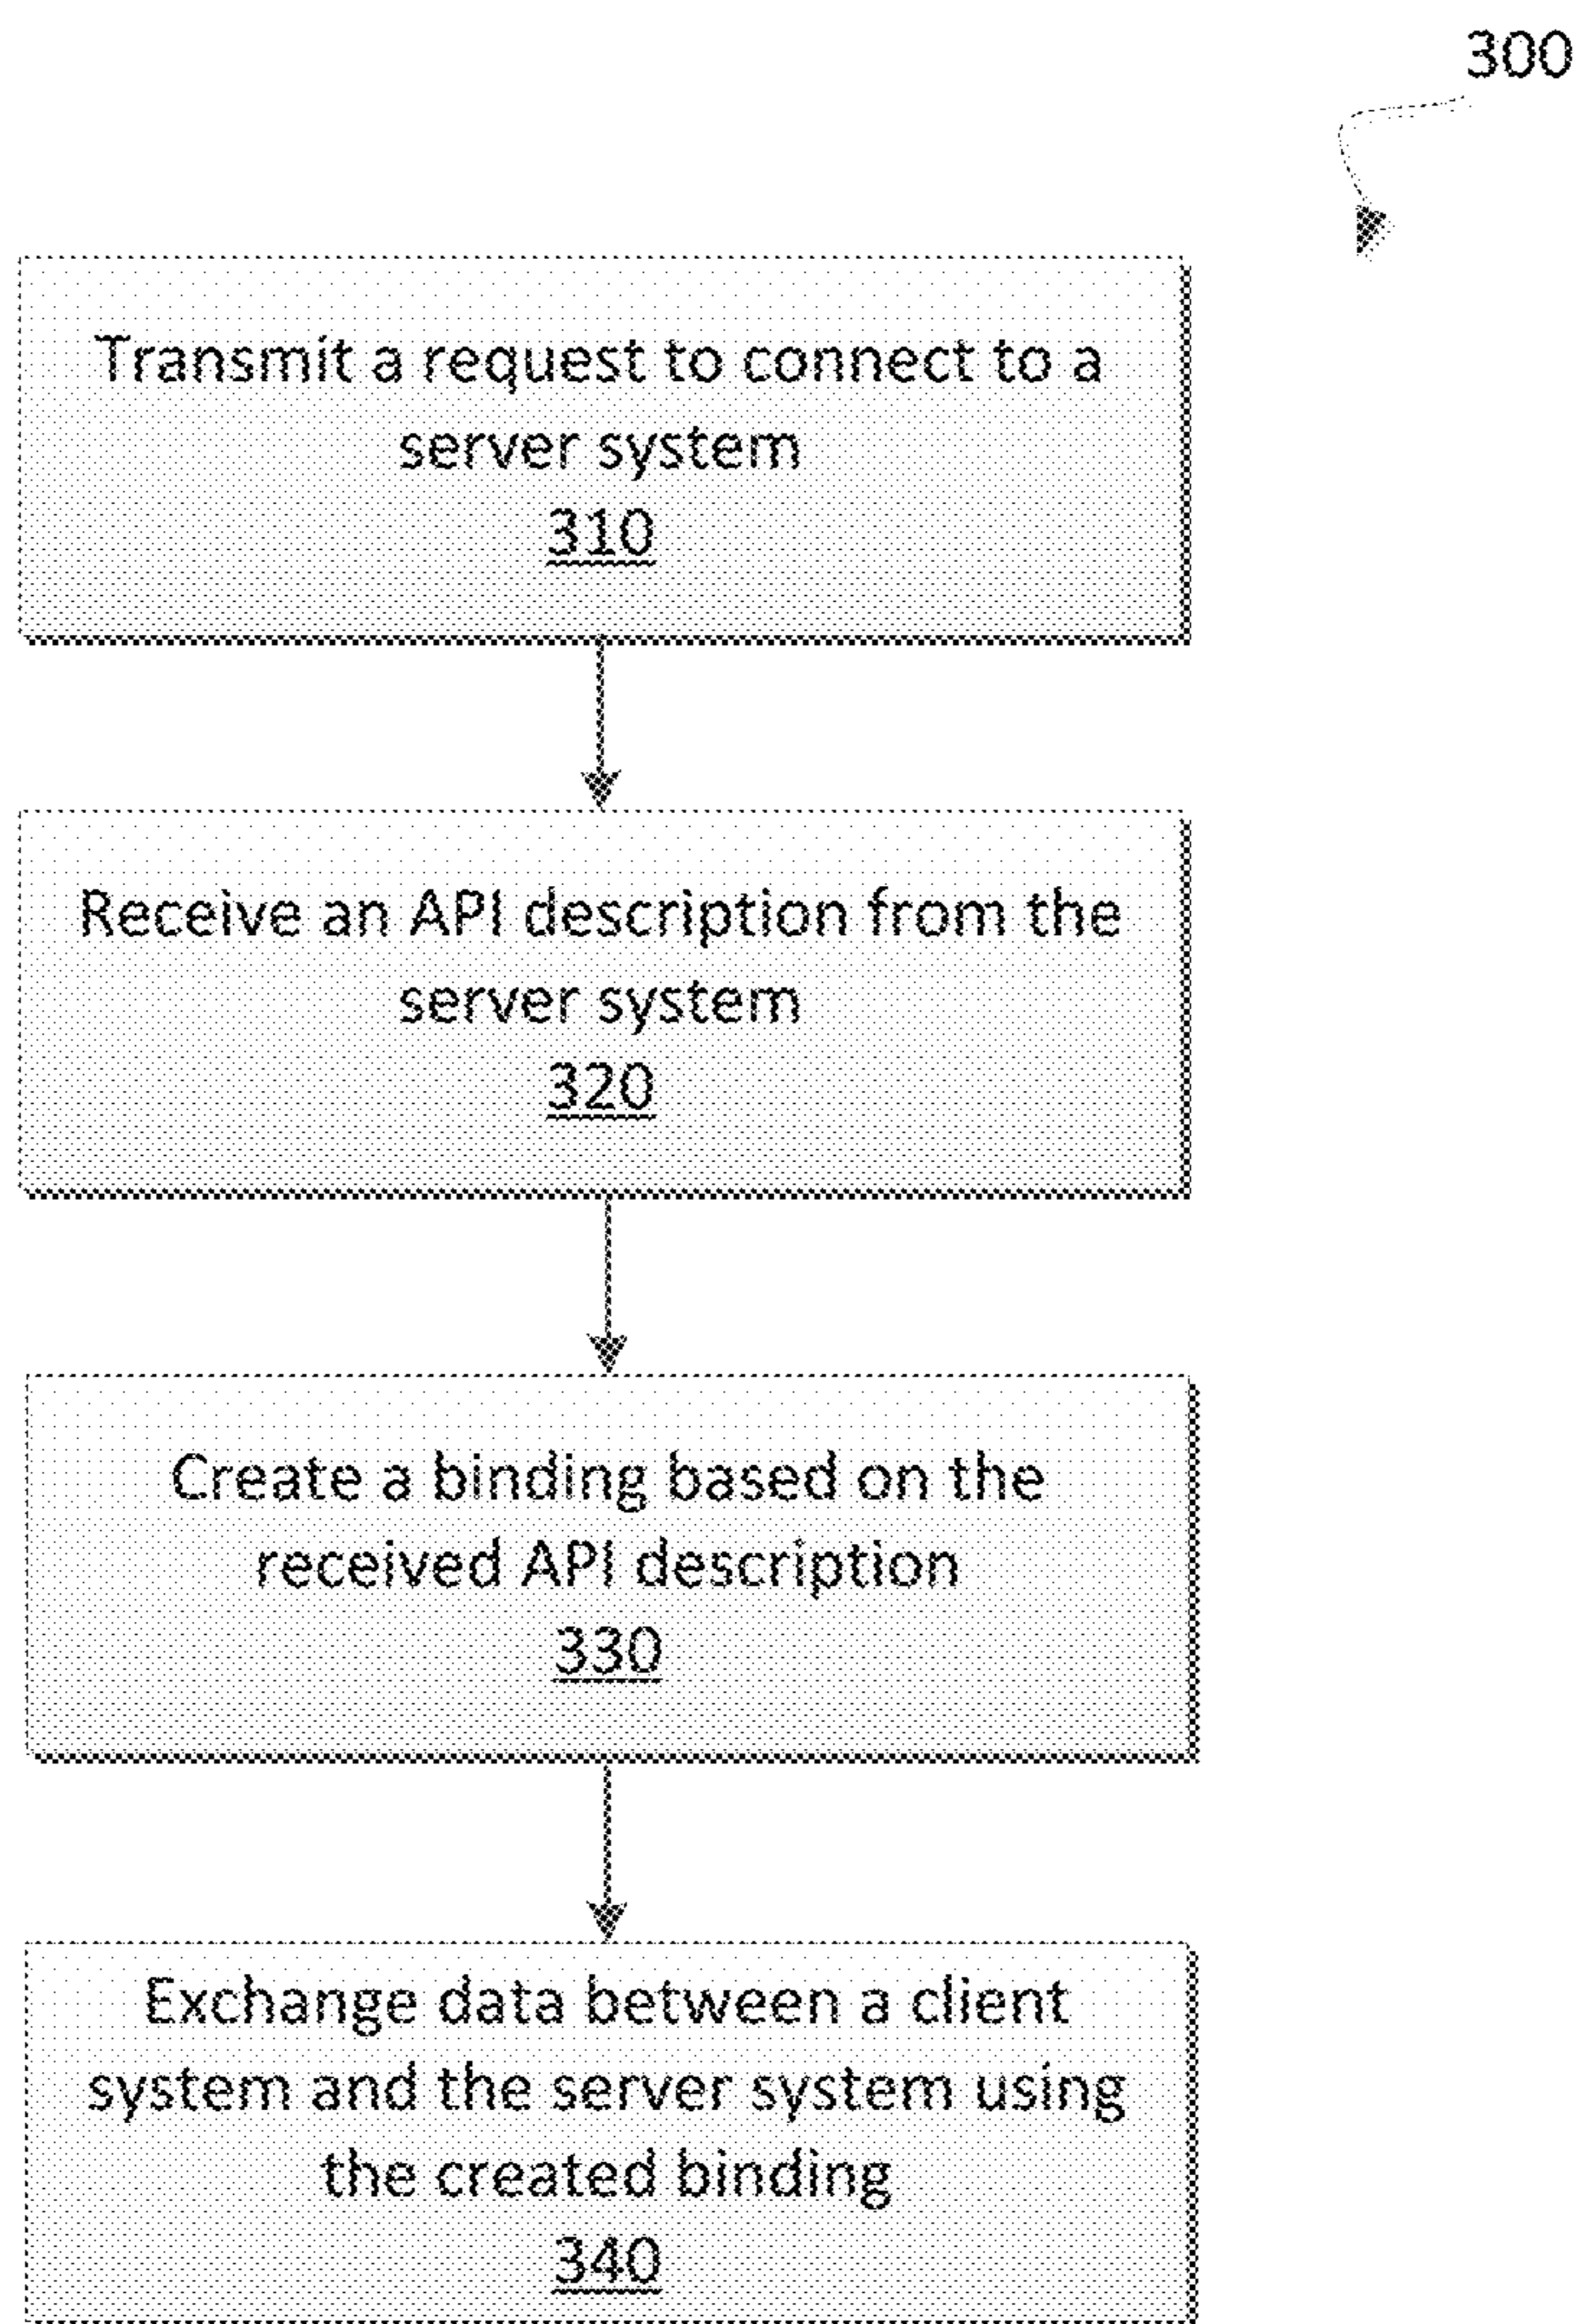 300
Transmit a request to connect to a
server system
310
Receive an API description from the
server system
320
Create a binding based on the
received API description
330
Exchange data between a client
system and the server system using
the created binding
340